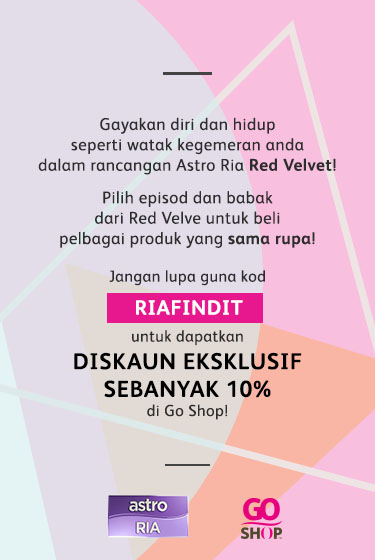 Gayakan diri dan hidup
seperti watak kegemeran anda
dalam rancangan Astro Ria Red Velvet!
Pilih episod dan babak
dari Red Velve untuk beli
pelbagai produk yang sama rupa!
Jangan lupa guna kod
RIAFINDIT
untuk dapatkan
DISKAUN EKSKLUSIF
SEBANYAK 10%
di Go Shop!
astro
RIA
GO
SHOP